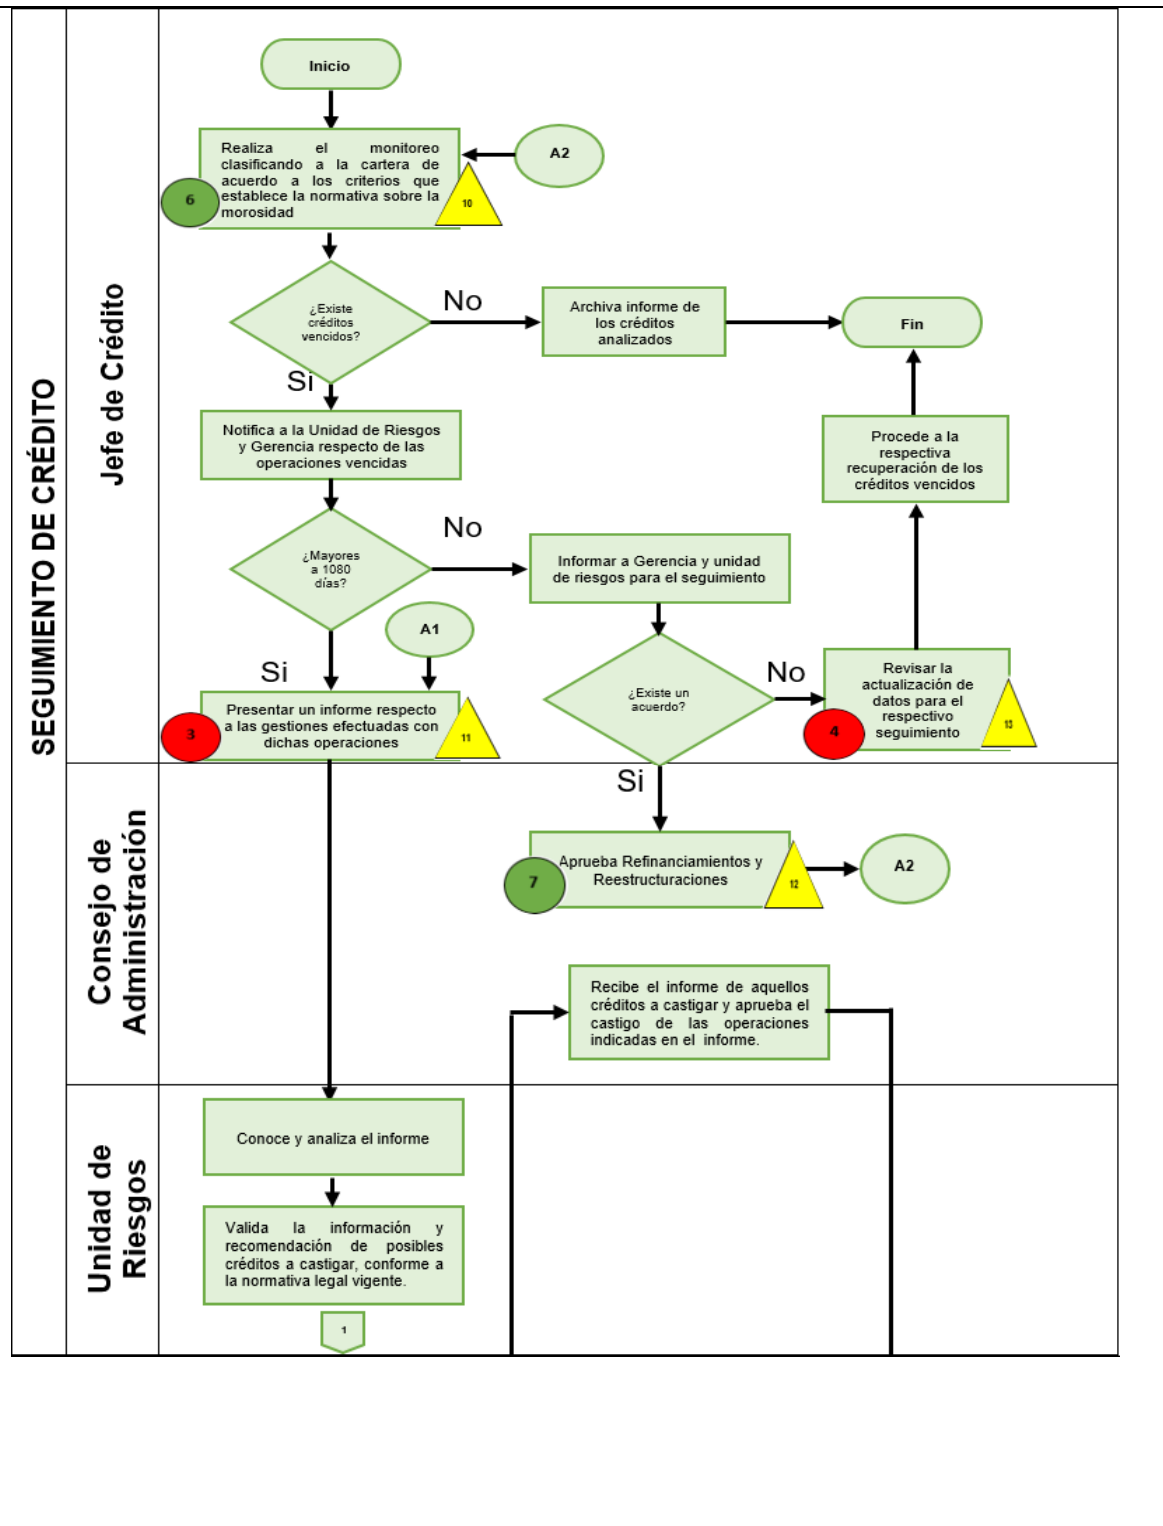 SEGUIMIENTO DE CRÉDITO
Jefe de Crédito
Inicio
Realiza el monitoreo
clasificando a la cartera de
acuerdo a los criterios que
establece la normativa sobre la
morosidad
6
10
A2
¿Existe
créditos
vencidos?
No
Archiva informe de
los créditos
analizados
Fin
Si
Notifica a la Unidad de Riesgos
y Gerencia respecto de las
operaciones vencidas
Procede a la
respectiva
recuperación de los
créditos vencidos
¿Mayores
a 1080
días?
No
Informar a Gerencia y unidad
de riesgos para el seguimiento
A1
Si
¿Existe un
acuerdo?
No
Revisar la
actualización de
datos para el
respectivo
seguimiento
4
13
Presentar un informe respecto
a las gestiones efectuadas con
dichas operaciones
3
11
Consejo de
Administración
Si
Aprueba Refinanciamientos y
Reestructuraciones
7
12
A2
Recibe el informe de aquellos
créditos a castigar y aprueba el
castigo de las operaciones
indicadas en el informe.
Unidad de
Riesgos
Conoce y analiza el informe
Valida la información y
recomendación de posibles
créditos a castigar, conforme a
la normativa legal vigente.
1